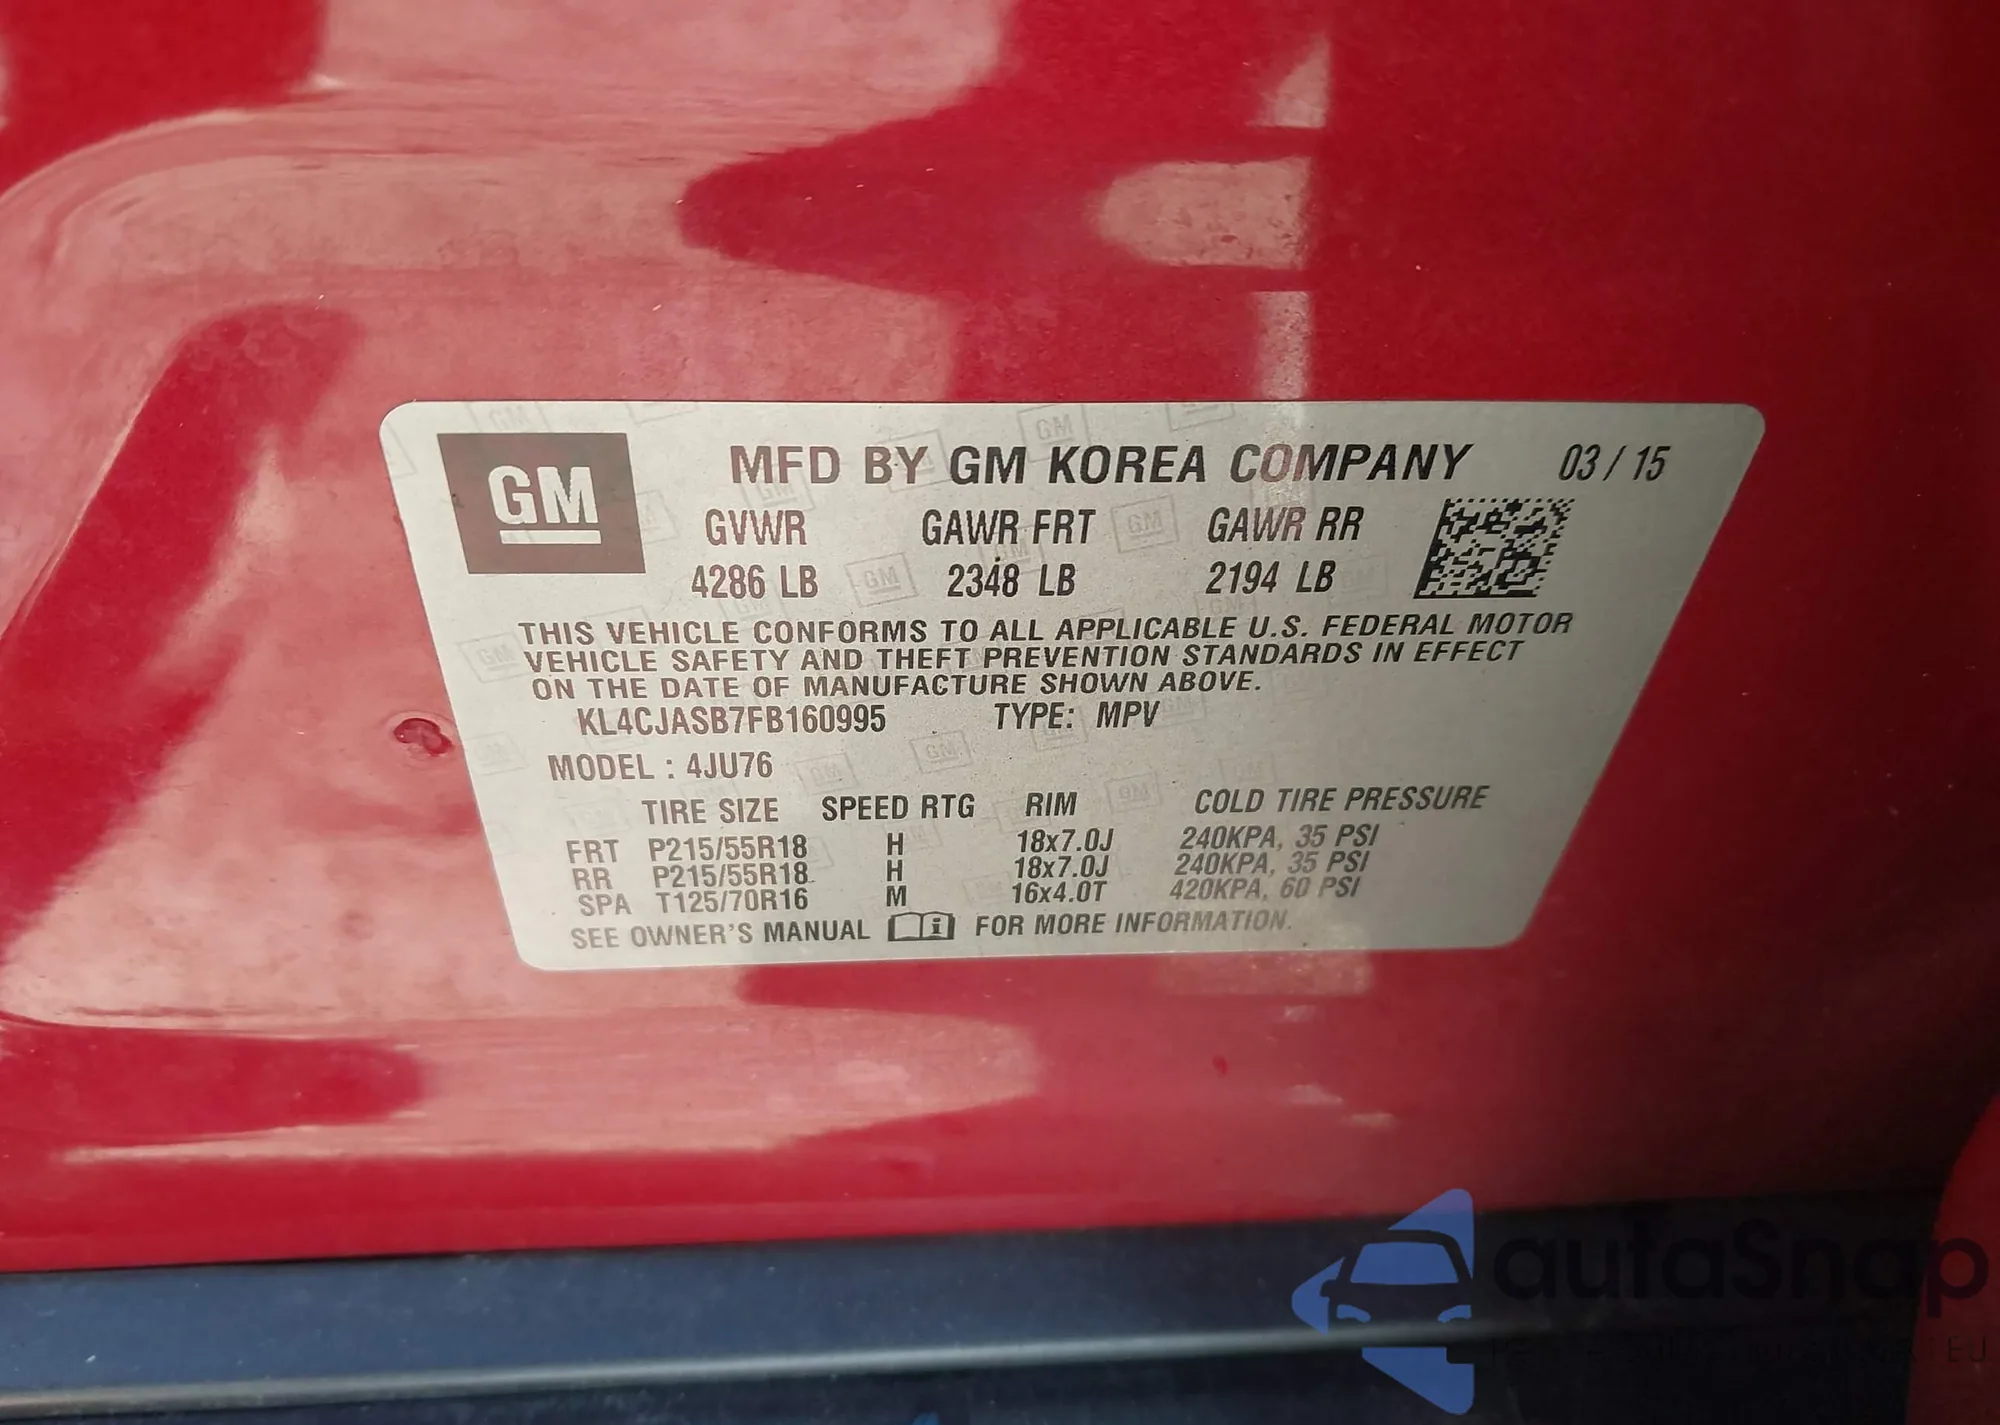 GM
MFD BY GM KOREA COMPANY 03 / 15
GVWR GAWR FRT GAWR RR
4286 LB 2348 LB 2194 LB
THIS VEHICLE CONFORMS TO ALL APPLICABLE U.S. FEDERAL MOTOR
VEHICLE SAFETY AND THEFT PREVENTION STANDARDS IN EFFECT
ON THE DATE OF MANUFACTURE SHOWN ABOVE.
KL4CJASB7FB160995 TYPE: MPV
MODEL : 4JU76
TIRE SIZE SPEED RTG RIM COLD TIRE PRESSURE
FRT P215/55R18 H 18x7.0J 240KPA, 35 PSI
RR P215/55R18 H 18x7.0J 240KPA, 35 PSI
SPA T125/70R16 M 16x4.0T 420KPA, 60 PSI
SEE OWNER'S MANUAL FOR MORE INFORMATION.
autaSnap